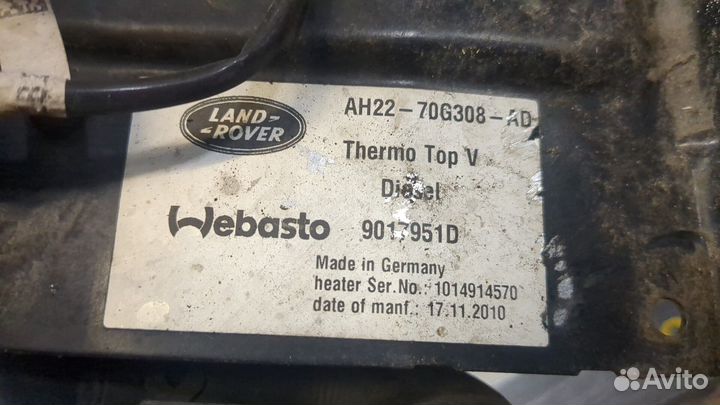 LAND-
-ROVER
AH22-70G308-AD
Thermo Top V
Diesel
Webasto 9017951D
Made in Germany
heater Ser.No.: 1014914570
date of manf.: 17.11.2010
Avito